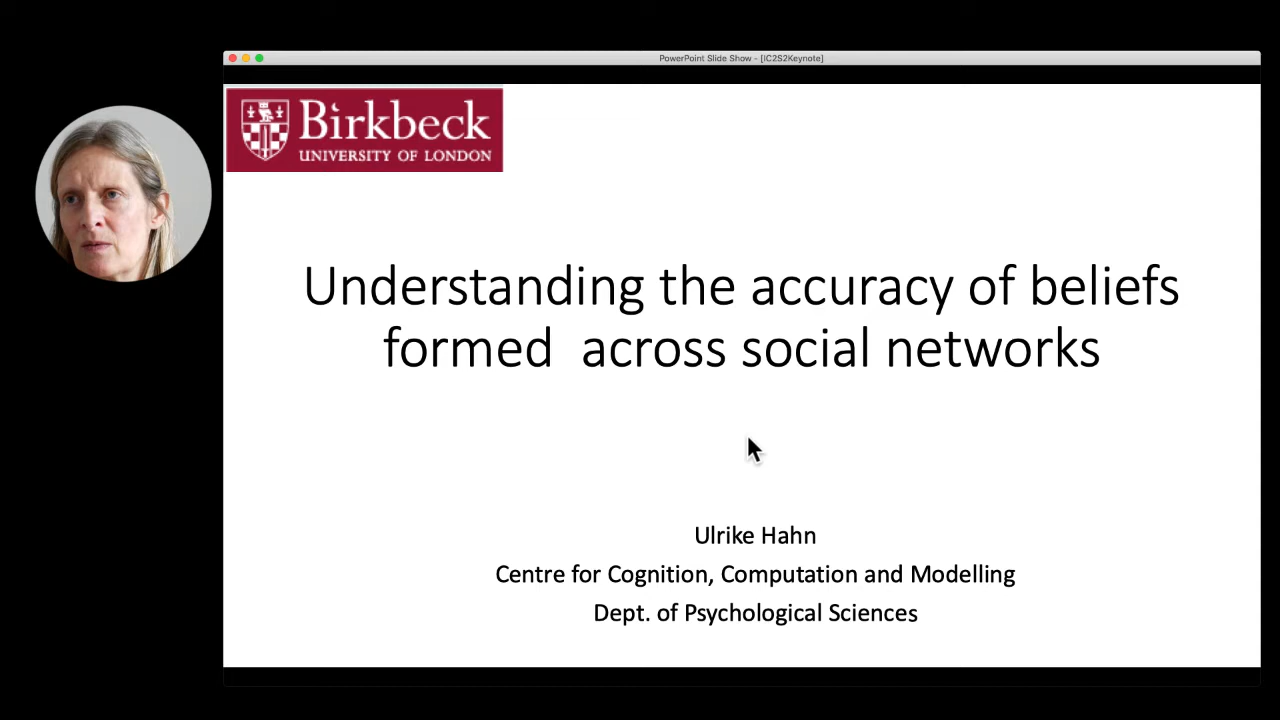 PowerPoint Slide Show - [IC2S2Keynote]
Birkbeck
UNIVERSITY OF LONDON
Understanding the accuracy of beliefs
formed  across social networks
Ulrike Hahn
Centre for Cognition, Computation and Modelling
Dept. of Psychological Sciences